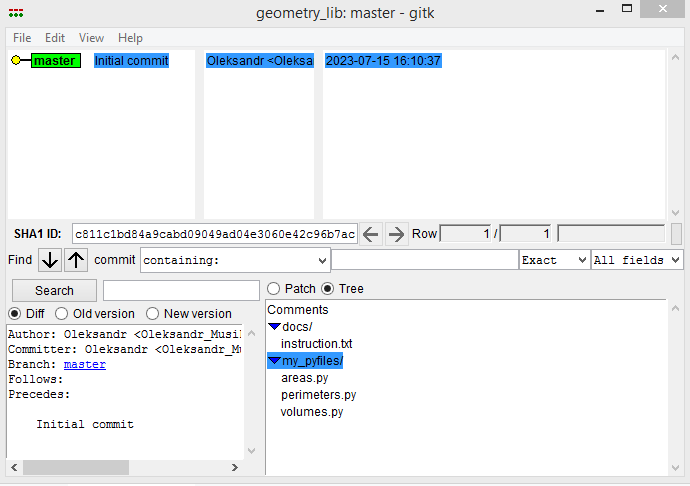 geometry_lib: master - gitk
File Edit View Help
master Initial commit Oleksandr <Oleksa 2023-07-15 16:10:37
SHA1 ID: c811c1bd84a9cabd09049ad04e3060e42c96b7ac Row 1 / 1
Find commit containing: Exact All fields
Search Patch Tree
Diff Old version New version
Comments
docs/
instruction.txt
my_pyfiles/
areas.py
perimeters.py
volumes.py
Author: Oleksandr <Oleksandr_Musil
Committer: Oleksandr <Oleksandr_Mu
Branch: master
Follows:
Precedes:
Initial commit